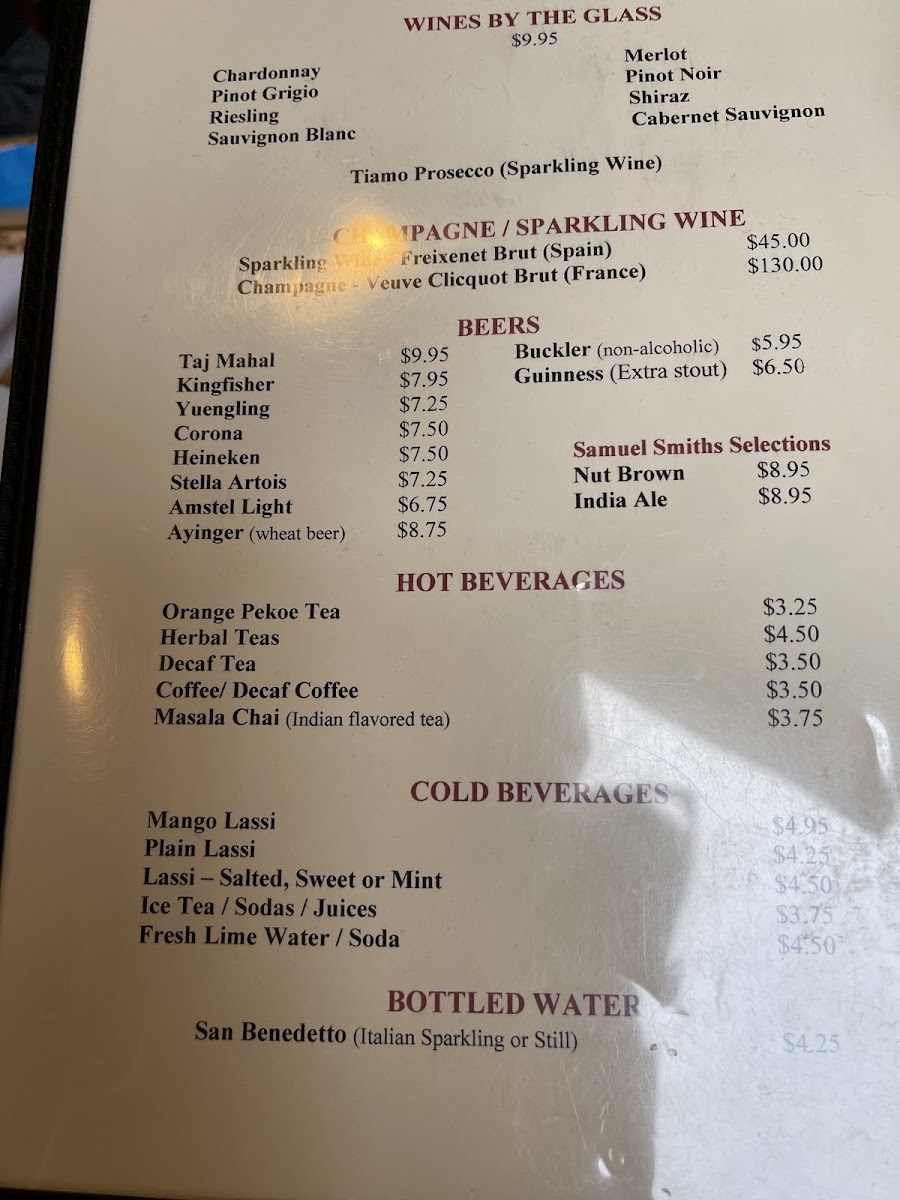 WINES BY THE GLASS
$9.95
Chardonnay
Pinot Grigio
Riesling
Sauvignon Blanc
Merlot
Pinot Noir
Shiraz
Cabernet Sauvignon
Tiamo Prosecco (Sparkling Wine)
CHAMPAGNE / SPARKLING WINE
Sparkling Wine - Freixenet Brut (Spain) $45.00
Champagne - Veuve Clicquot Brut (France) $130.00
BEERS
Taj Mahal $9.95
Kingfisher $7.95
Yuengling $7.25
Corona $7.50
Heineken $7.50
Stella Artois $7.25
Amstel Light $6.75
Ayinger (wheat beer) $8.75
Buckler (non-alcoholic) $5.95
Guinness (Extra stout) $6.50
Samuel Smiths Selections
Nut Brown $8.95
India Ale $8.95
HOT BEVERAGES
Orange Pekoe Tea $3.25
Herbal Teas $4.50
Decaf Tea $3.50
Coffee/ Decaf Coffee $3.50
Masala Chai (Indian flavored tea) $3.75
COLD BEVERAGES
Mango Lassi $4.95
Plain Lassi $4.25
Lassi – Salted, Sweet or Mint $4.50
Ice Tea / Sodas / Juices $3.75
Fresh Lime Water / Soda $4.50
BOTTLED WATER
San Benedetto (Italian Sparkling or Still) $4.25